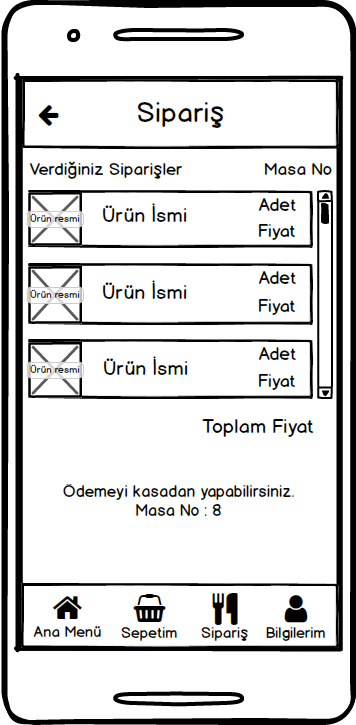 Sipariş
Verdiğiniz Siparişler Masa No
Ürün resmi Ürün İsmi Adet
Fiyat
Ürün resmi Ürün İsmi Adet
Fiyat
Ürün resmi Ürün İsmi Adet
Fiyat
Toplam Fiyat
Ödemeyi kasadan yapabilirsiniz.
Masa No : 8
Ana Menü Sepetim Sipariş Bilgilerim